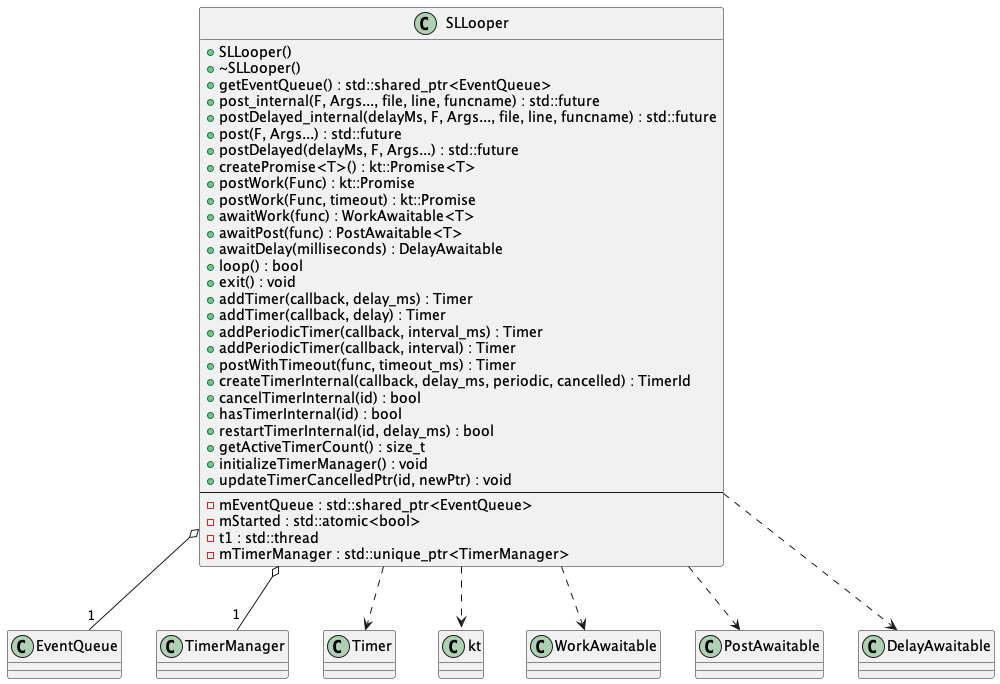 C SLLooper
SLLooper()
~SLLooper()
getEventQueue() : std::shared_ptr<EventQueue>
post_internal(F, Args..., file, line, funcname) : std::future
postDelayed_internal(delayMs, F, Args..., file, line, funcname) : std::future
post(F, Args...) : std::future
postDelayed(delayMs, F, Args...) : std::future
createPromise<T>() : kt::Promise<T>
postWork(Func) : kt::Promise
postWork(Func, timeout) : kt::Promise
awaitWork(func) : WorkAwaitable<T>
awaitPost(func) : PostAwaitable<T>
awaitDelay(milliseconds) : DelayAwaitable
loop() : bool
exit() : void
addTimer(callback, delay_ms) : Timer
addTimer(callback, delay) : Timer
addPeriodicTimer(callback, interval_ms) : Timer
addPeriodicTimer(callback, interval) : Timer
postWithTimeout(func, timeout_ms) : Timer
createTimerInternal(callback, delay_ms, periodic, cancelled) : TimerId
cancelTimerInternal(id) : bool
hasTimerInternal(id) : bool
restartTimerInternal(id, delay_ms) : bool
getActiveTimerCount() : size_t
initializeTimerManager() : void
updateTimerCancelledPtr(id, newPtr) : void
mEventQueue : std::shared_ptr<EventQueue>
mStarted : std::atomic<bool>
t1 : std::thread
mTimerManager : std::unique_ptr<TimerManager>
1 1
C EventQueue C TimerManager C Timer C kt C WorkAwaitable C PostAwaitable C DelayAwaitable